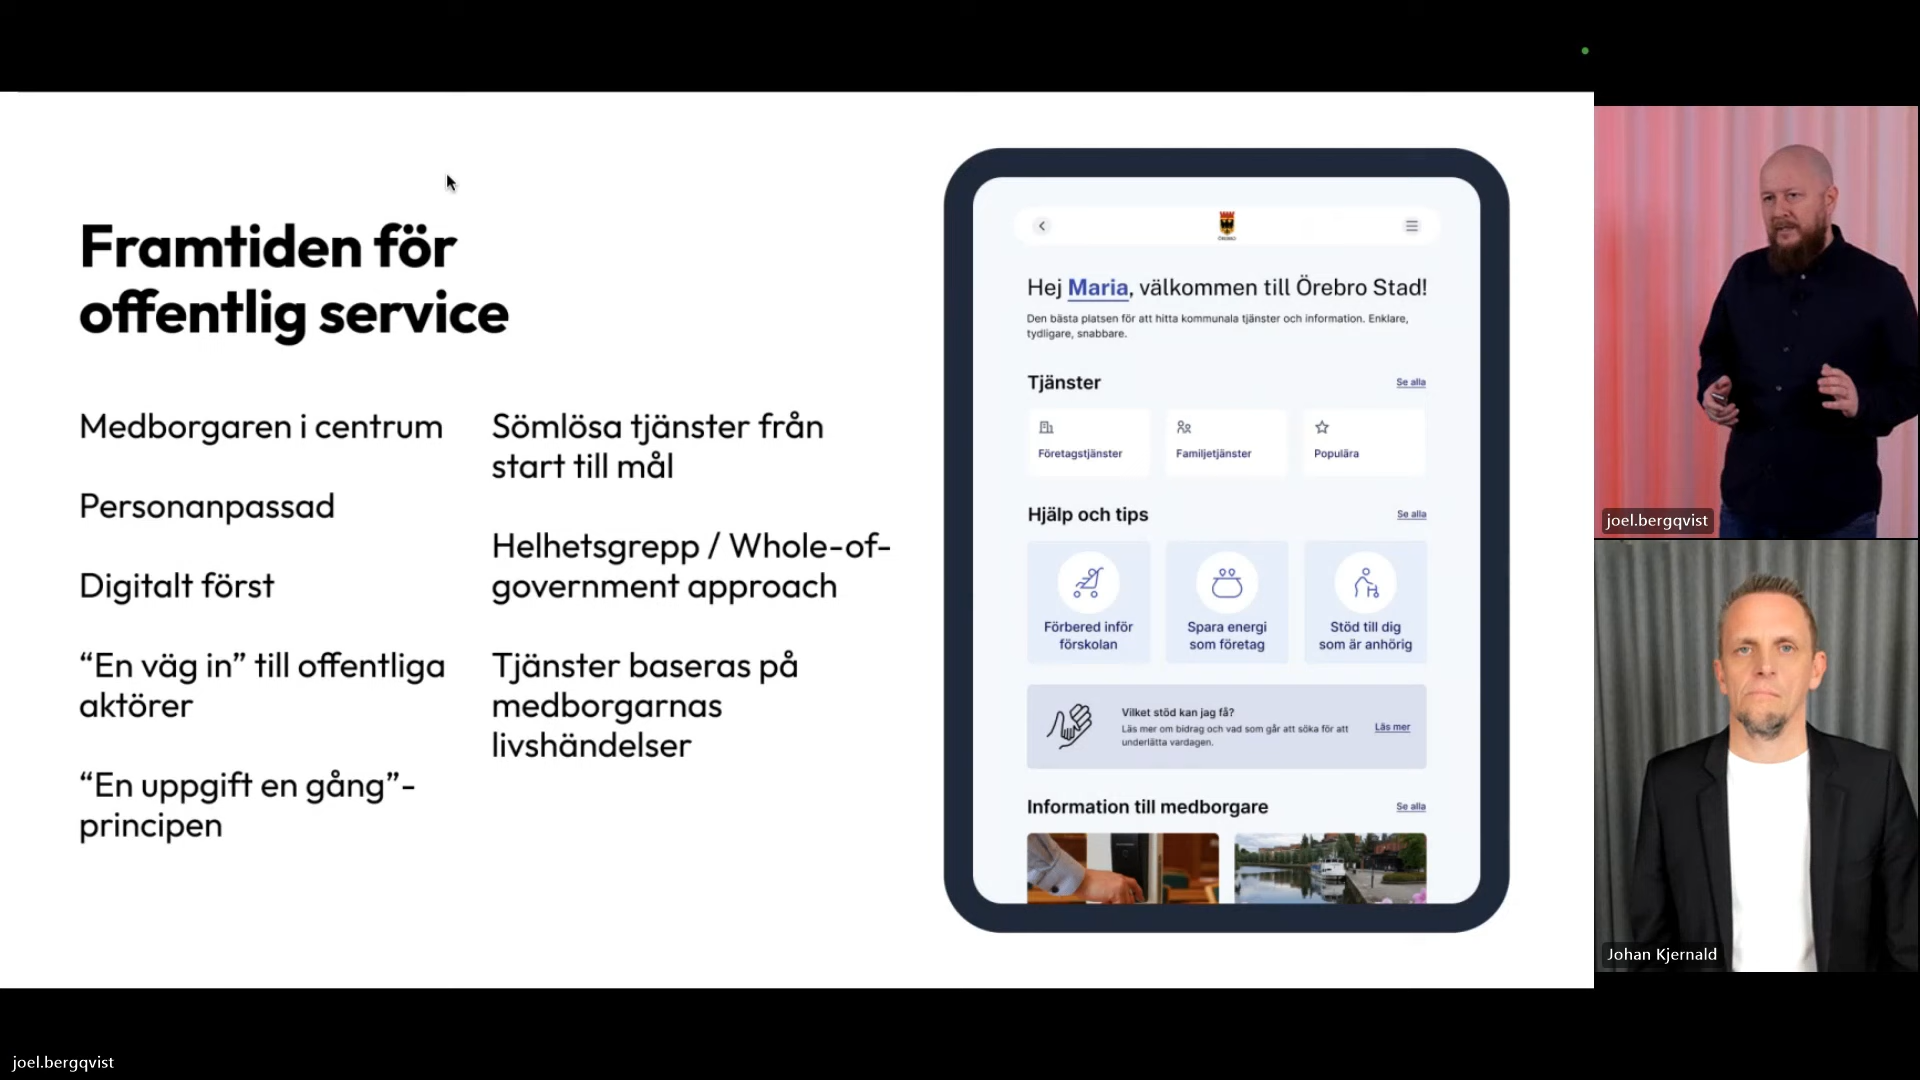 Framtiden för
offentlig service
Medborgaren i centrum
Personanpassad
Digitalt först
“En väg in” till offentliga
aktörer
“En uppgift en gång”-
principen
Sömlösa tjänster från
start till mål
Helhetsgrepp / Whole-of-
government approach
Tjänster baseras på
medborgarnas
livshändelser
ÖREBRO
Hej Maria, välkommen till Örebro Stad!
Den bästa platsen för att hitta kommunala tjänster och information. Enklare,
tydligare, snabbare.
Tjänster
Se alla
Företagstjänster
Familjetjänster
Populära
Hjälp och tips
Se alla
Förbered inför
förskolan
Spara energi
som företag
Stöd till dig
som är anhörig
Vilket stöd kan jag få?
Läs mer om bidrag och vad som går att söka för att
underlätta vardagen.
Läs mer
Information till medborgare
Se alla
joel.bergqvist
Johan Kjernald
joel.bergqvist